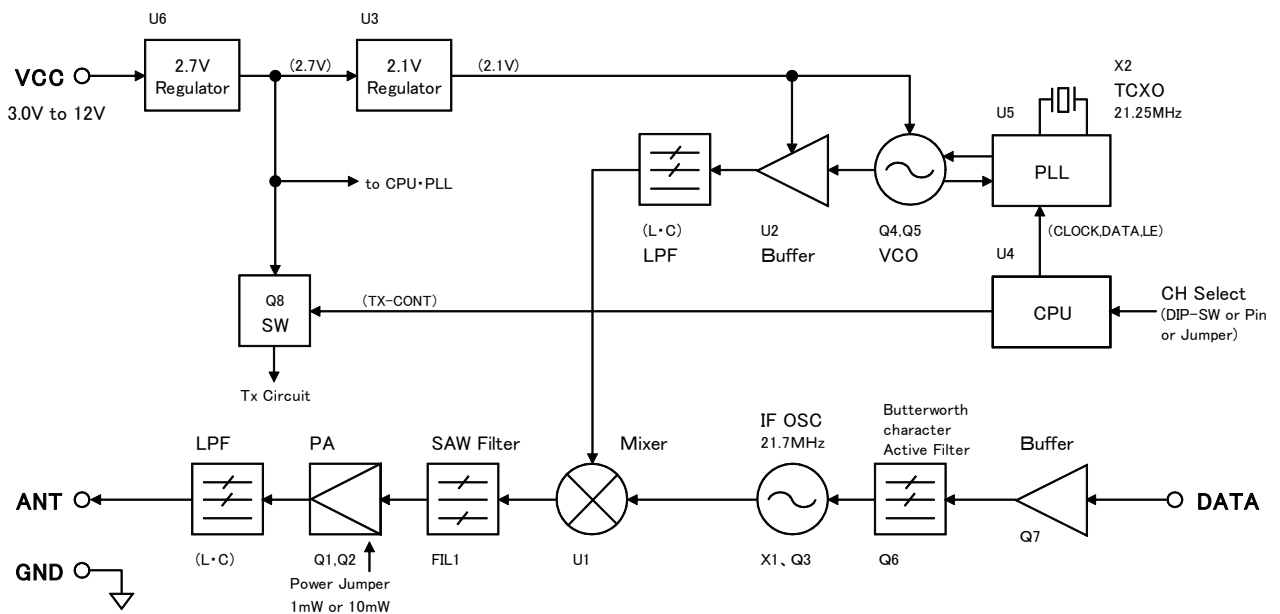 U6
U3
VCC
2.7V
Regulator
(2.7V)
2.1V
Regulator
(2.1V)
3.0V to 12V
X2
TCXO
21.25MHz
U5
PLL
to CPU・PLL
(L・C)
LPF
U2
Buffer
Q4,Q5
VCO
(CLOCK,DATA,LE)
U4
Q8
SW
(TX-CONT)
CPU
CH Select
(DIP-SW or Pin
or Jumper)
Tx Circuit
LPF
PA
SAW Filter
Mixer
IF OSC
21.7MHz
Butterworth
character
Active Filter
Buffer
ANT
DATA
(L・C)
Q1,Q2
FIL1
U1
X1、Q3
Q6
Q7
GND
Power Jumper
1mW or 10mW